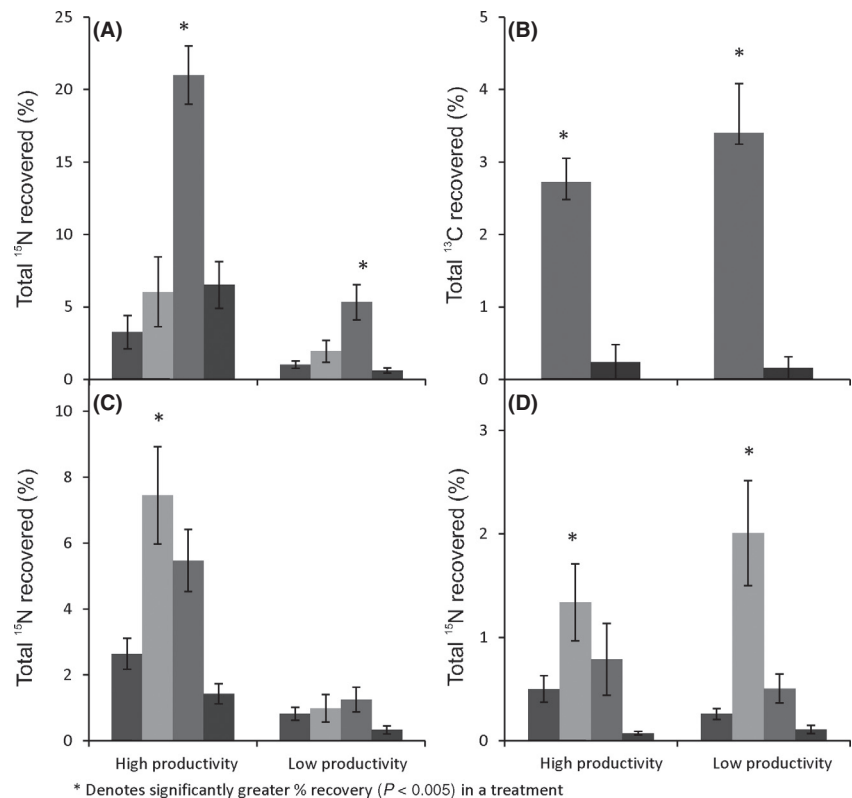 (A)
Total ¹⁵N recovered (%)
25
20
15
10
5
0
*
*
(B)
Total ¹³C recovered (%)
5
4
3
2
1
0
*
*
(C)
Total ¹⁵N recovered (%)
10
8
6
4
2
0
*
High productivity
Low productivity
(D)
Total ¹⁵N recovered (%)
3
2
1
0
*
*
High productivity
Low productivity
* Denotes significantly greater % recovery (P < 0.005) in a treatment